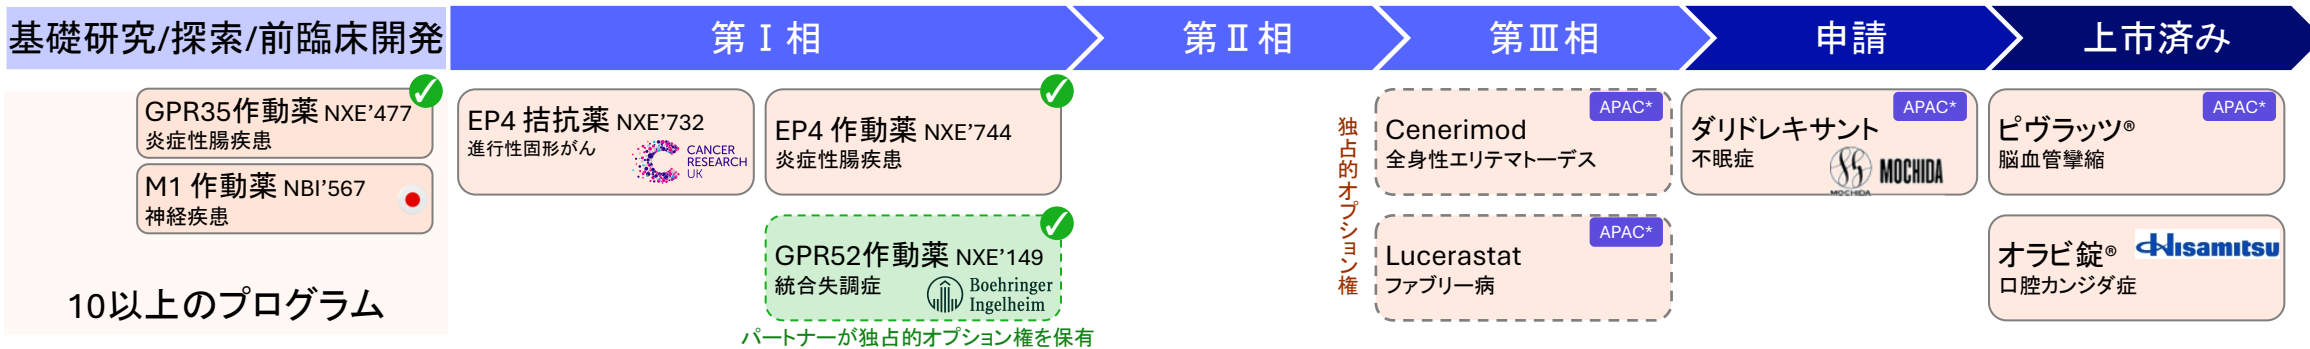 基礎研究/探索/前臨床開発
第Ⅰ相
第Ⅱ相
第Ⅲ相
申請
上市済み
GPR35作動薬 NXE’477
炎症性腸疾患
M1 作動薬 NBI’567
神経疾患
10以上のプログラム
EP4 拮抗薬 NXE’732
進行性固形がん
CANCER
RESEARCH
UK
EP4 作動薬 NXE’744
炎症性腸疾患
GPR52作動薬 NXE’149
統合失調症
Boehringer
Ingelheim
パートナーが独占的オプション権を保有
独占的オプション権
APAC*
Cenerimod
全身性エリテマトーデス
APAC*
Lucerastat
ファブリー病
APAC*
ダリドレキサント
不眠症
MOCHIDA
MOCHIDA
APAC*
ピヴラッツ®
脳血管攣縮
オラビ錠®
Hisamitsu
口腔カンジダ症